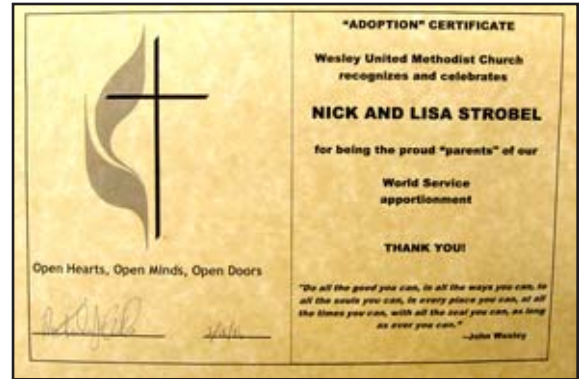 Open Hearts, Open Minds, Open Doors
"ADOPTION" CERTIFICATE
Wesley United Methodist Church
recognizes and celebrates
NICK AND LISA STROBEL
for being the proud "parents" of our
World Service
apportionment
THANK YOU!
"Do all the good you can, in all the ways you can, to
all the souls you can, in every place you can, at all
the times you can, with all the zeal you can, as long
as ever you can."
--John Wesley